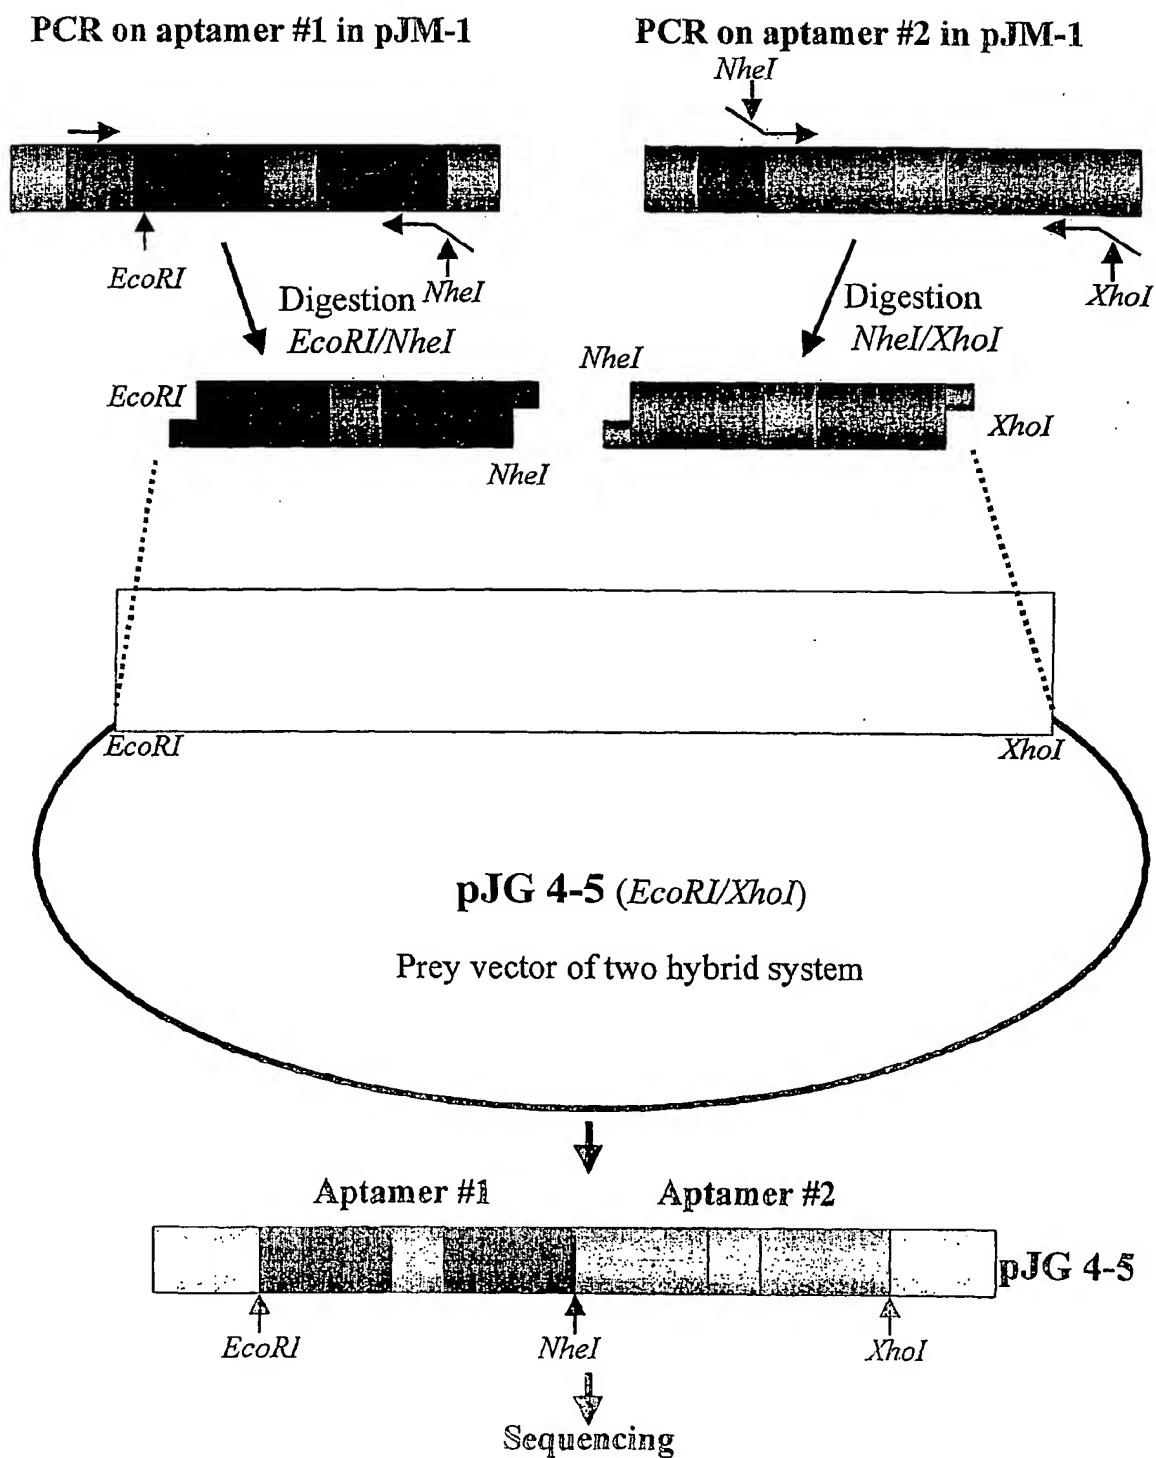 PCR on aptamer #1 in pJM-1
PCR on aptamer #2 in pJM-1
NheI
EcoRI
NheI
XhoI
Digestion
EcoRI/NheI
Digestion
NheI/XhoI
EcoRI
NheI
NheI
XhoI
EcoRI
XhoI
pJG 4-5 (EcoRI/XhoI)
Prey vector of two hybrid system
Aptamer #1
Aptamer #2
pJG 4-5
EcoRI
NheI
XhoI
Sequencing